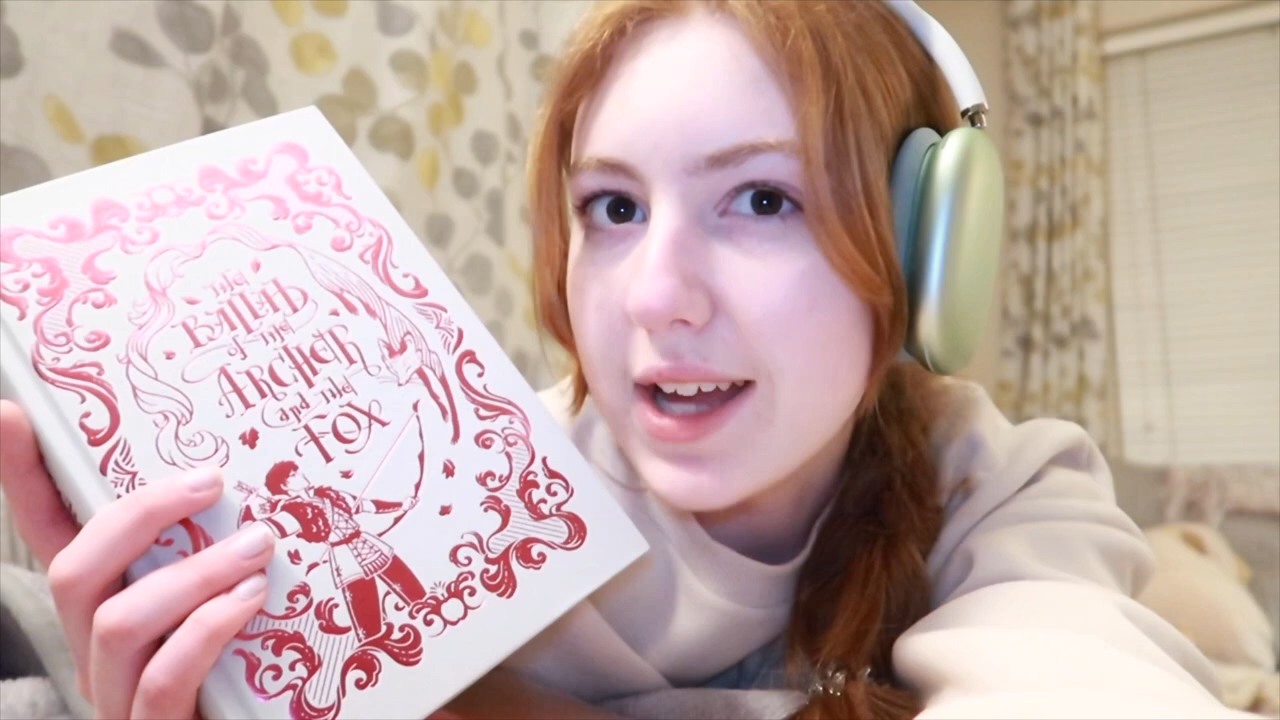 The
BALLAD
of the
ARCHER
and the
FOX